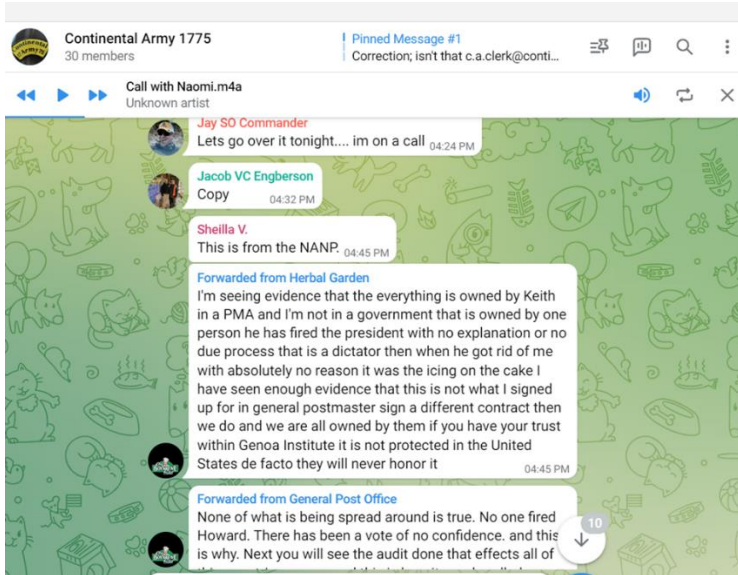 Continental Army 1775
30 members
Pinned Message #1
Correction; isn't that c.a.clerk@conti...
Call with Naomi.m4a
Unknown artist
Jay SO Commander
Lets go over it tonight.... im on a call 04:24 PM
Jacob VC Engberson
Copy 04:32 PM
Sheilla V.
This is from the NANP. 04:45 PM
Forwarded from Herbal Garden
I'm seeing evidence that the everything is owned by Keith
in a PMA and I'm not in a government that is owned by one
person he has fired the president with no explanation or no
due process that is a dictator then when he got rid of me
with absolutely no reason it was the icing on the cake I
have seen enough evidence that this is not what I signed
up for in general postmaster sign a different contract then
we do and we are all owned by them if you have your trust
within Genoa Institute it is not protected in the United
States de facto they will never honor it 04:45 PM
Forwarded from General Post Office
None of what is being spread around is true. No one fired
Howard. There has been a vote of no confidence. and this
is why. Next you will see the audit done that effects all of
10